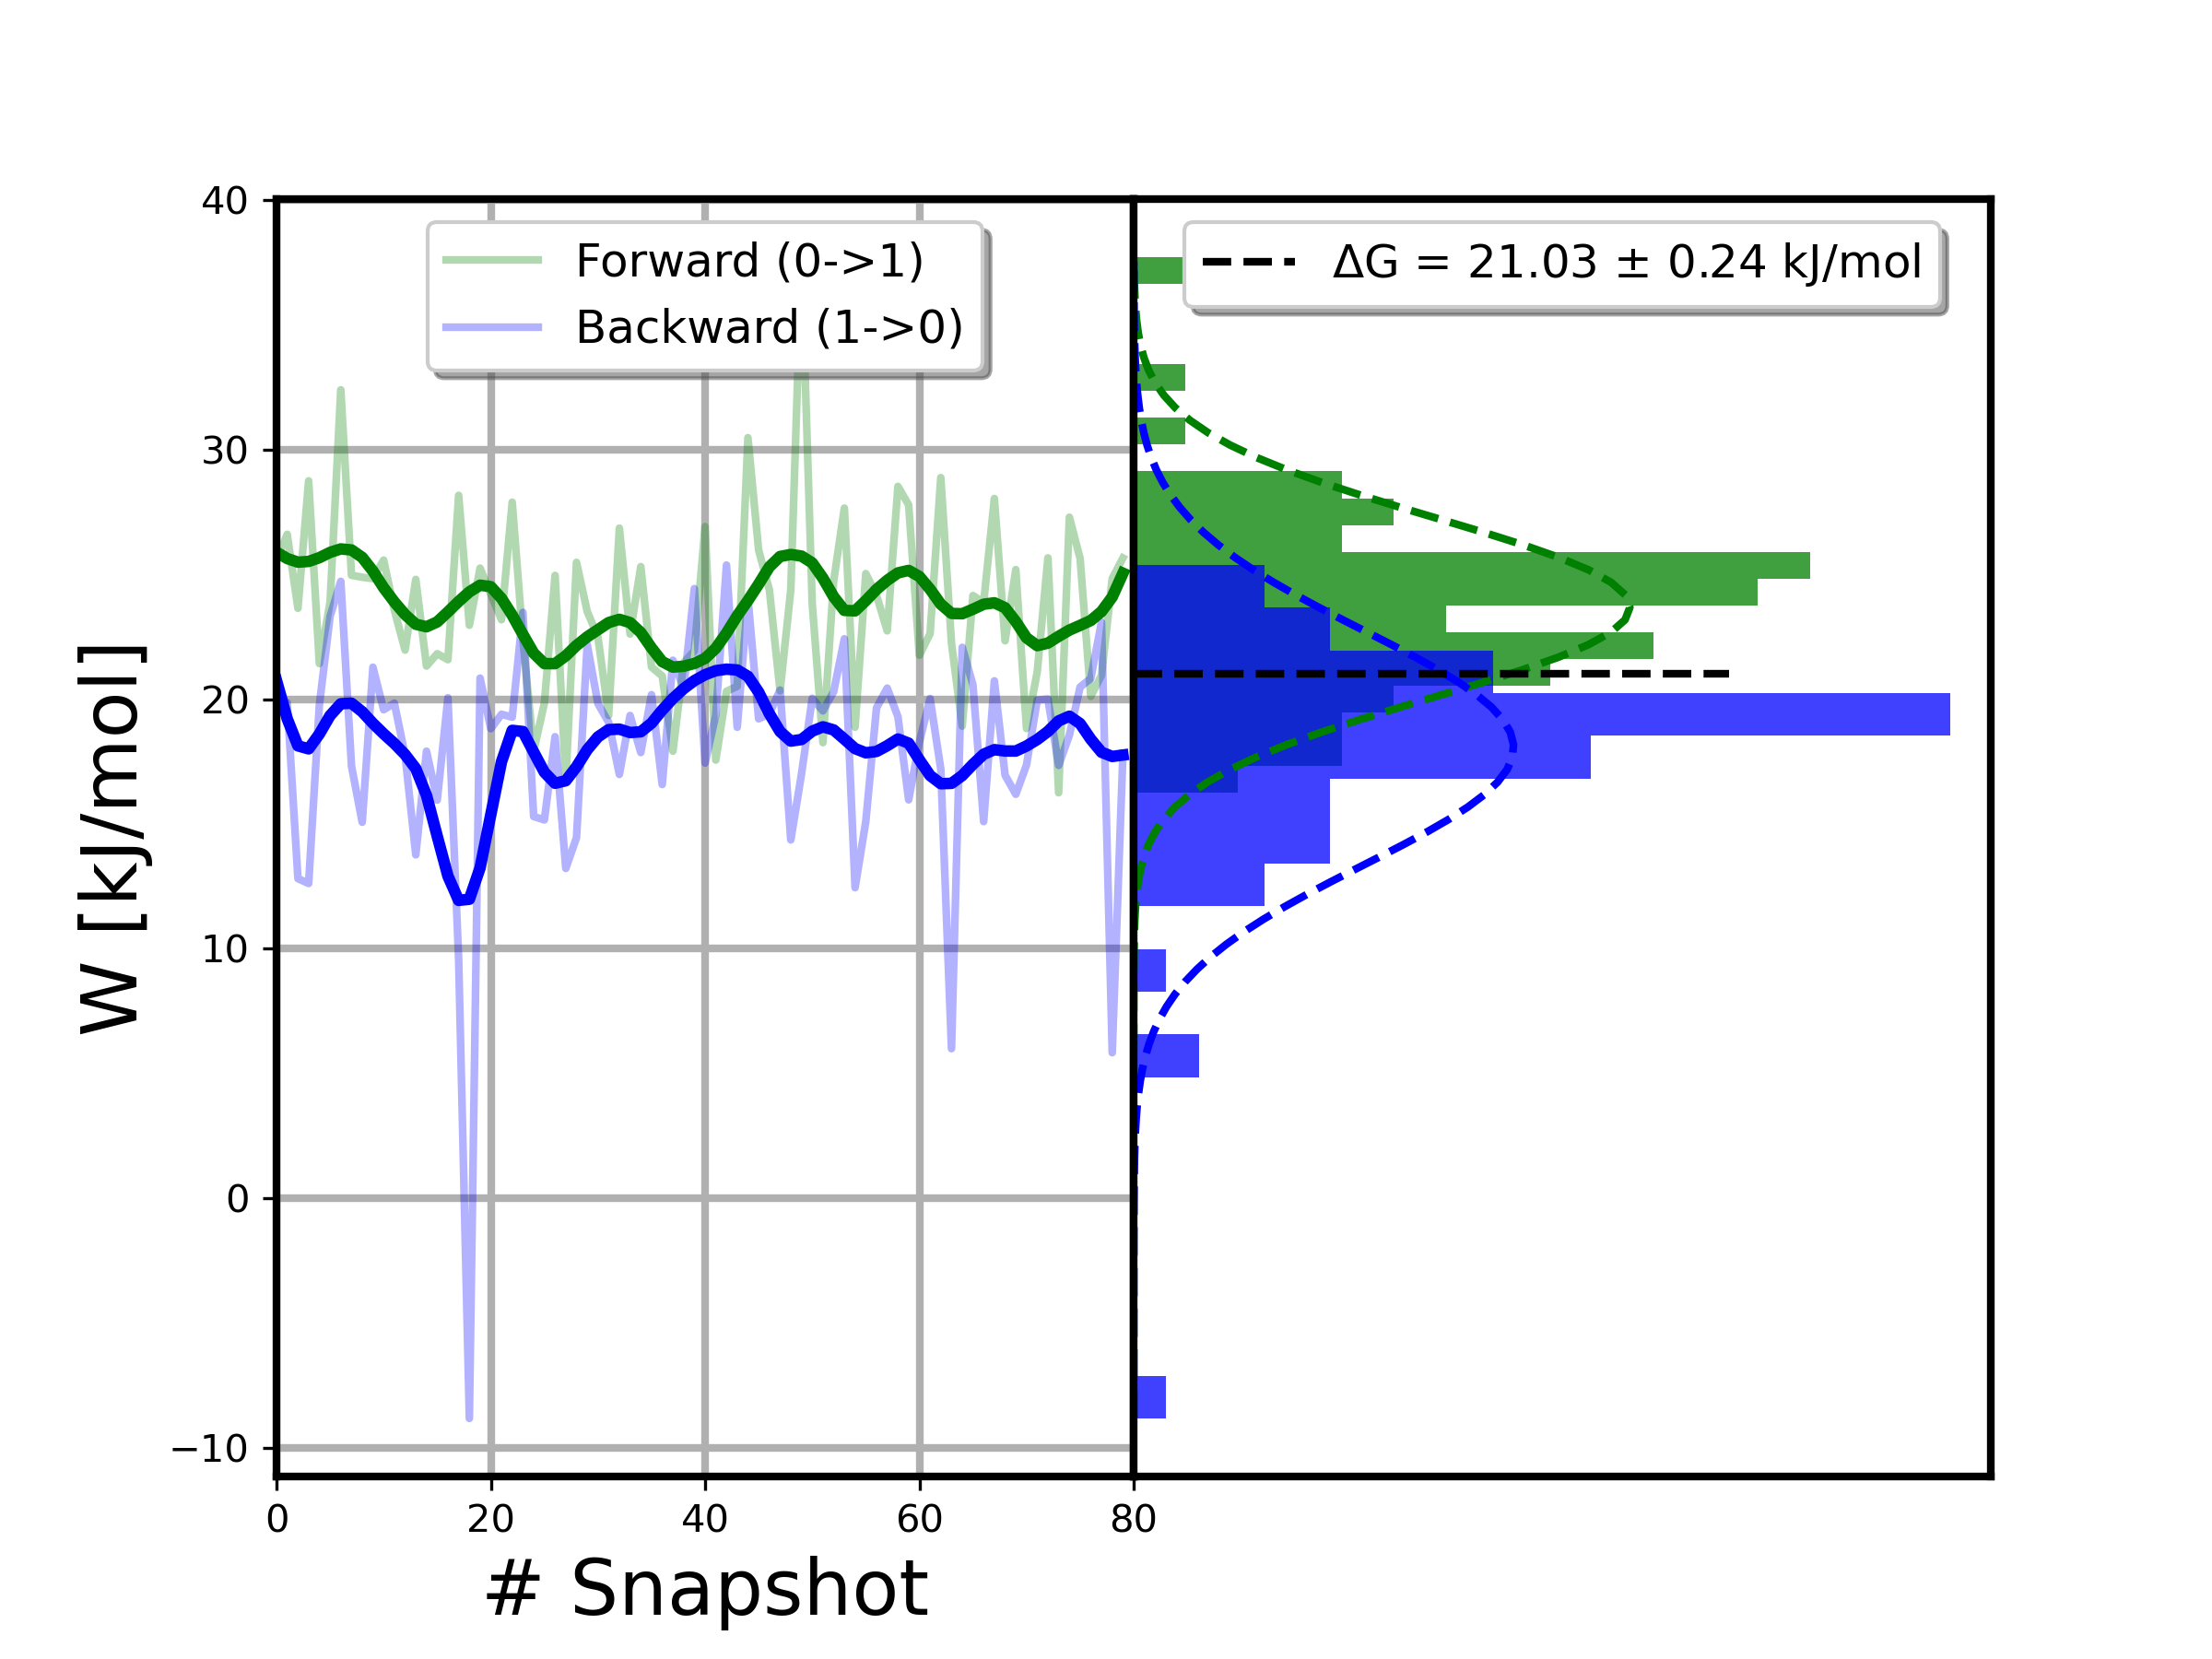 40
30
20
10
0
−10
W [kJ/mol]
Forward (0->1)
Backward (1->0)
ΔG = 21.03 ± 0.24 kJ/mol
0 20 40 60 80
# Snapshot